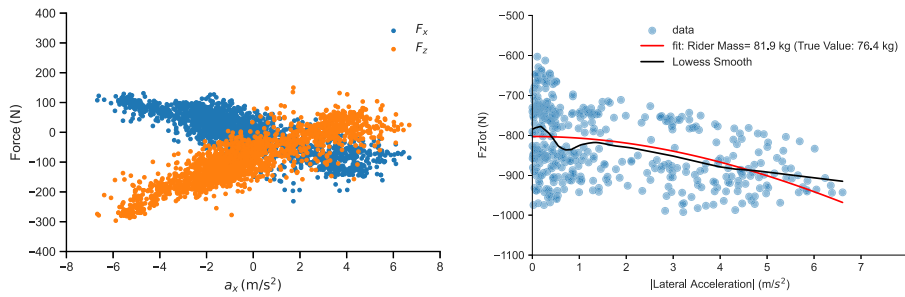 400
300
200
100
0
−100
−200
−300
−400
Force (N)
−8 −6 −4 −2 0 2 4 6 8
a_x (m/s²)
F_x
F_z
−500
−600
−700
−800
−900
−1000
−1100
FzTot (N)
0 1 2 3 4 5 6 7
|Lateral Acceleration| (m/s²)
data
fit: Rider Mass= 81.9 kg (True Value: 76.4 kg)
Lowess Smooth